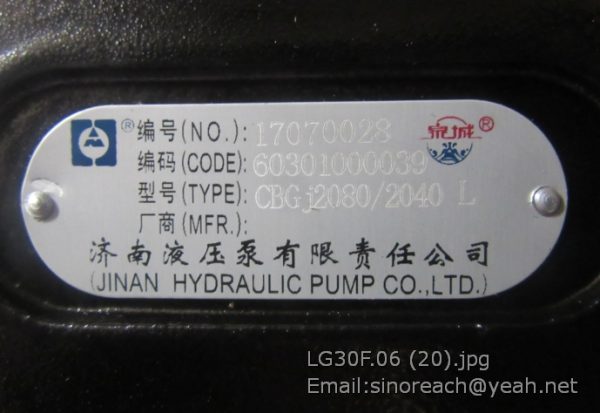 ® 编号(NO.): 17070028 泉城®
编码(CODE): 60301000039
型号(TYPE): CBGj2080/2040 L
厂商(MFR.):
济南液压泵有限责任公司
(JINAN HYDRAULIC PUMP CO.,LTD.)
LG30F.06 (20).jpg
Email:sinoreach@yeah.net